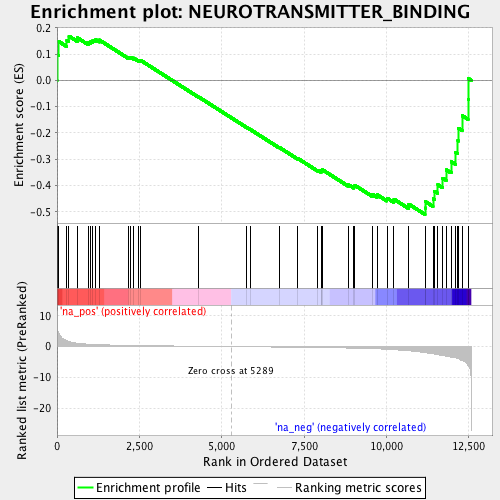 Enrichment plot: NEUROTRANSMITTER_BINDING
Enrichment score (ES)
0.2
0.1
0.0
-0.1
-0.2
-0.3
-0.4
-0.5
'na_pos' (positively correlated)
Ranked list metric (PreRanked)
10
5
0
-5
-10
-20
Zero cross at 5289
'na_neg' (negatively correlated)
0
2,500
5,000
7,500
10,000
12,500
Rank in Ordered Dataset
Enrichment profile
Hits
Ranking metric scores